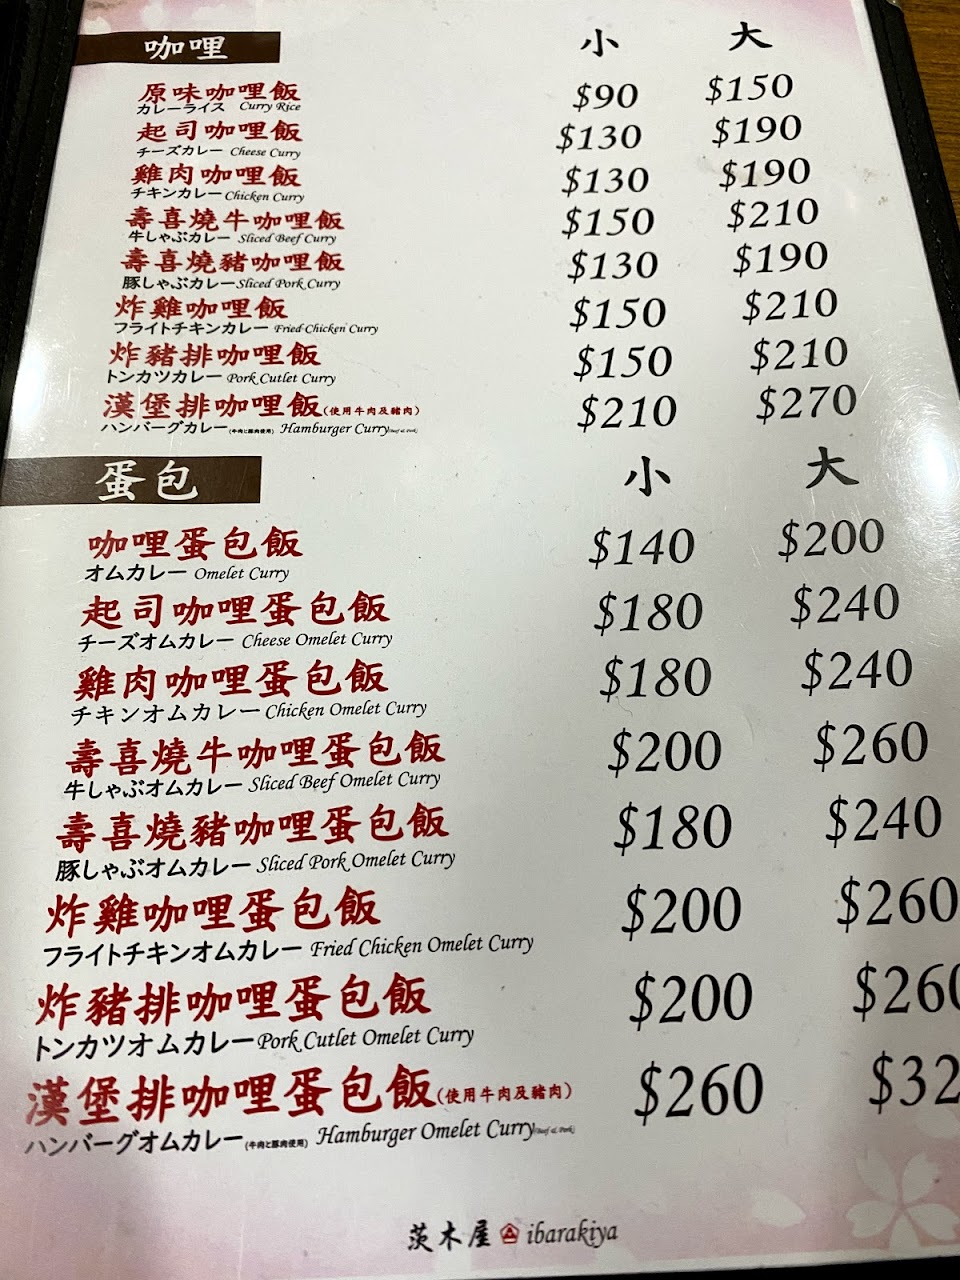 咖哩 小 大
原味咖哩飯 $90 $150
カレーライス Curry Rice
起司咖哩飯 $130 $190
チーズカレー Cheese Curry
雞肉咖哩飯 $130 $190
チキンカレー Chicken Curry
壽喜燒牛咖哩飯 $150 $210
牛しゃぶカレー Sliced Beef Curry
壽喜燒豬咖哩飯 $130 $190
豚しゃぶカレー Sliced Pork Curry
炸雞咖哩飯 $150 $210
フライトチキンカレー Fried Chicken Curry
炸豬排咖哩飯 $150 $210
トンカツカレー Pork Cutlet Curry
漢堡排咖哩飯(使用牛肉及豬肉) $210 $270
ハンバーグカレー(牛肉と豚肉使用) Hamburger Curry
蛋包 小 大
咖哩蛋包飯 $140 $200
オムカレー Omelet Curry
起司咖哩蛋包飯 $180 $240
チーズオムカレー Cheese Omelet Curry
雞肉咖哩蛋包飯 $180 $240
チキンオムカレー Chicken Omelet Curry
壽喜燒牛咖哩蛋包飯 $200 $260
牛しゃぶオムカレー Sliced Beef Omelet Curry
壽喜燒豬咖哩蛋包飯 $180 $240
豚しゃぶオムカレー Sliced Pork Omelet Curry
炸雞咖哩蛋包飯 $200 $260
フライトチキンオムカレー Fried Chicken Omelet Curry
炸豬排咖哩蛋包飯 $200 $260
トンカツオムカレー Pork Cutlet Omelet Curry
漢堡排咖哩蛋包飯(使用牛肉及豬肉) $260 $32
ハンバーグオムカレー(牛肉と豚肉使用) Hamburger Omelet Curry
茨木屋 ibarakiya